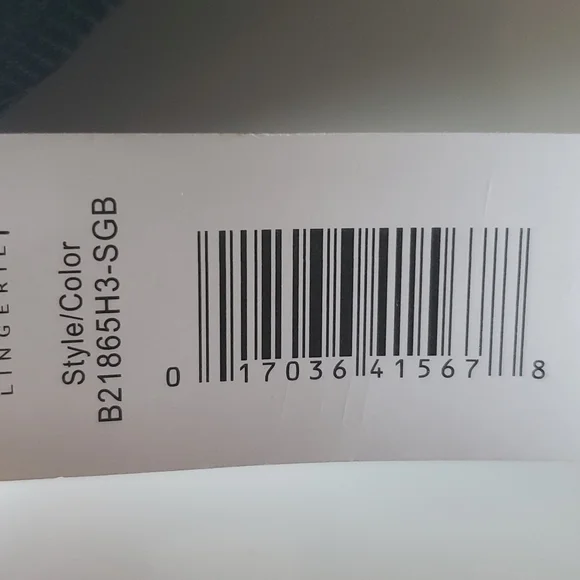 LINGERIE
Style/Color
B21865H3-SGB
0 17036 41567 8